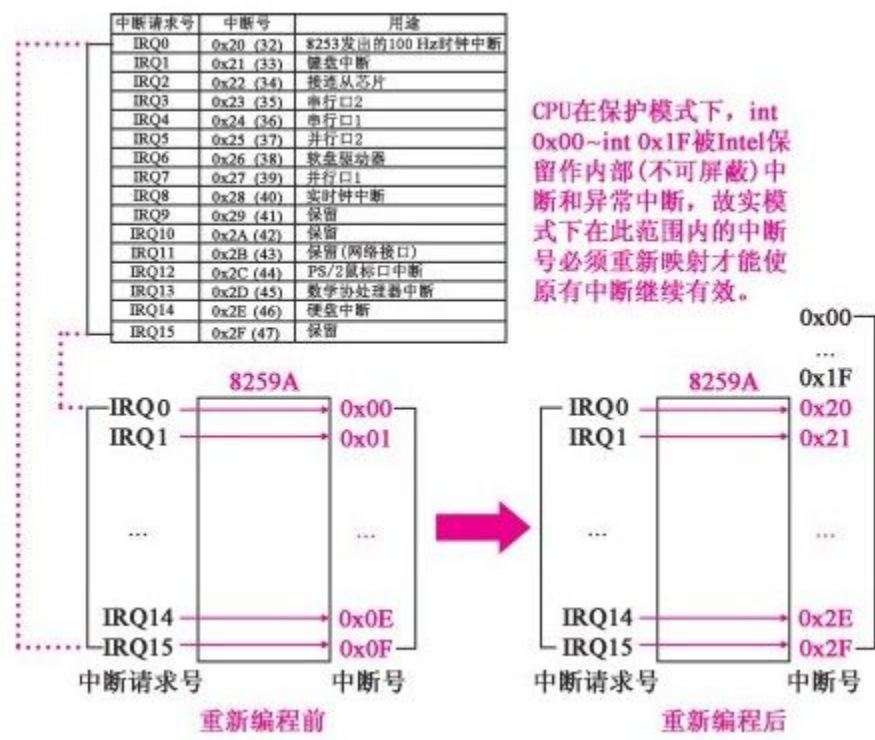 中断请求号 中断号 用途
IRQ0 0x20 (32) 8253发出的100 Hz时钟中断
IRQ1 0x21 (33) 键盘中断
IRQ2 0x22 (34) 接连从芯片
IRQ3 0x23 (35) 串行口2
IRQ4 0x24 (36) 串行口1
IRQ5 0x25 (37) 并行口2
IRQ6 0x26 (38) 软盘驱动器
IRQ7 0x27 (39) 并行口1
IRQ8 0x28 (40) 实时钟中断
IRQ9 0x29 (41) 保留
IRQ10 0x2A (42) 保留
IRQ11 0x2B (43) 保留(网络接口)
IRQ12 0x2C (44) PS/2鼠标口中断
IRQ13 0x2D (45) 数学协处理器中断
IRQ14 0x2E (46) 硬盘中断
IRQ15 0x2F (47) 保留
CPU在保护模式下，int
0x00~int 0x1F被Intel保
留作内部(不可屏蔽)中
断和异常中断，故实模
式下在此范围内的中断
号必须重新映射才能使
原有中断继续有效。
8259A
IRQ0 0x00
IRQ1 0x01
... ...
IRQ14 0x0E
IRQ15 0x0F
中断请求号 中断号
重新编程前
0x00
...
8259A 0x1F
IRQ0 0x20
IRQ1 0x21
... ...
IRQ14 0x2E
IRQ15 0x2F
中断请求号 中断号
重新编程后